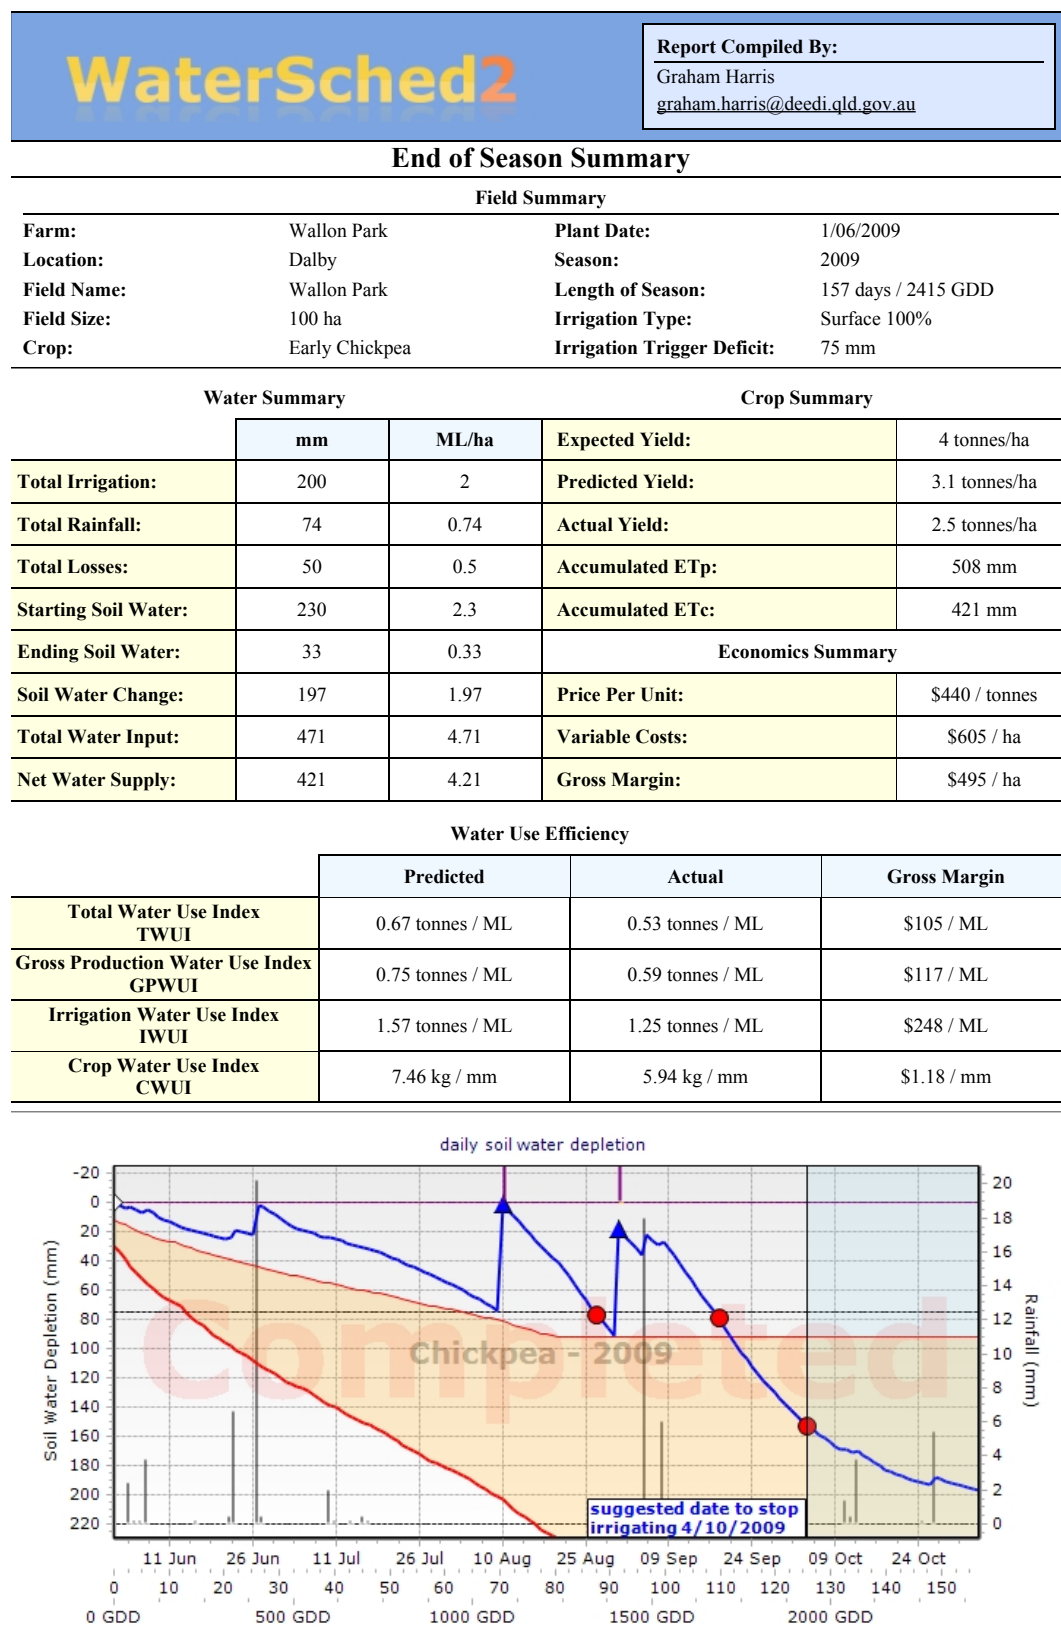 WaterSched2
Report Compiled By:
Graham Harris
graham.harris@deedi.qld.gov.au
End of Season Summary
Field Summary
Farm: Wallon Park Plant Date: 1/06/2009
Location: Dalby Season: 2009
Field Name: Wallon Park Length of Season: 157 days / 2415 GDD
Field Size: 100 ha Irrigation Type: Surface 100%
Crop: Early Chickpea Irrigation Trigger Deficit: 75 mm
Water Summary Crop Summary
mm ML/ha Expected Yield: 4 tonnes/ha
Total Irrigation: 200 2 Predicted Yield: 3.1 tonnes/ha
Total Rainfall: 74 0.74 Actual Yield: 2.5 tonnes/ha
Total Losses: 50 0.5 Accumulated ETp: 508 mm
Starting Soil Water: 230 2.3 Accumulated ETc: 421 mm
Ending Soil Water: 33 0.33 Economics Summary
Soil Water Change: 197 1.97 Price Per Unit: $440 / tonnes
Total Water Input: 471 4.71 Variable Costs: $605 / ha
Net Water Supply: 421 4.21 Gross Margin: $495 / ha
Water Use Efficiency
Predicted Actual Gross Margin
Total Water Use Index
TWUI 0.67 tonnes / ML 0.53 tonnes / ML $105 / ML
Gross Production Water Use Index
GPWUI 0.75 tonnes / ML 0.59 tonnes / ML $117 / ML
Irrigation Water Use Index
IWUI 1.57 tonnes / ML 1.25 tonnes / ML $248 / ML
Crop Water Use Index
CWUI 7.46 kg / mm 5.94 kg / mm $1.18 / mm
daily soil water depletion
Soil Water Depletion (mm)
-20
0
20
40
60
80
100
120
140
160
180
200
220
Completed
Chickpea - 2009
suggested date to stop
irrigating 4/10/2009
20
18
16
14
12
10
8
6
4
2
0
Rainfall (mm)
11 Jun 26 Jun 11 Jul 26 Jul 10 Aug 25 Aug 09 Sep 24 Sep 09 Oct 24 Oct
0 10 20 30 40 50 60 70 80 90 100 110 120 130 140 150
0 GDD 500 GDD 1000 GDD 1500 GDD 2000 GDD